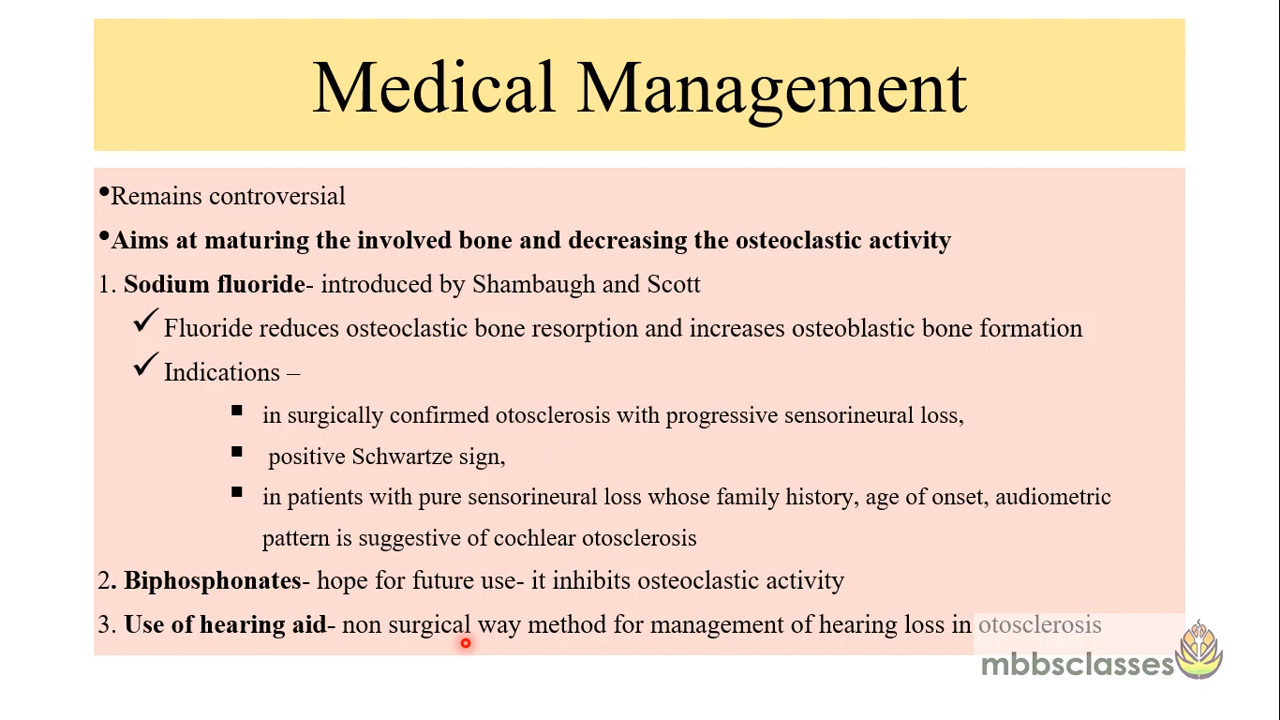 Medical Management
•Remains controversial
•Aims at maturing the involved bone and decreasing the osteoclastic activity
1. Sodium fluoride- introduced by Shambaugh and Scott
✓ Fluoride reduces osteoclastic bone resorption and increases osteoblastic bone formation
✓ Indications –
▪ in surgically confirmed otosclerosis with progressive sensorineural loss,
▪ positive Schwartze sign,
▪ in patients with pure sensorineural loss whose family history, age of onset, audiometric
pattern is suggestive of cochlear otosclerosis
2. Biphosphonates- hope for future use- it inhibits osteoclastic activity
3. Use of hearing aid- non surgical way method for management of hearing loss in otosclerosis
mbbsclasses